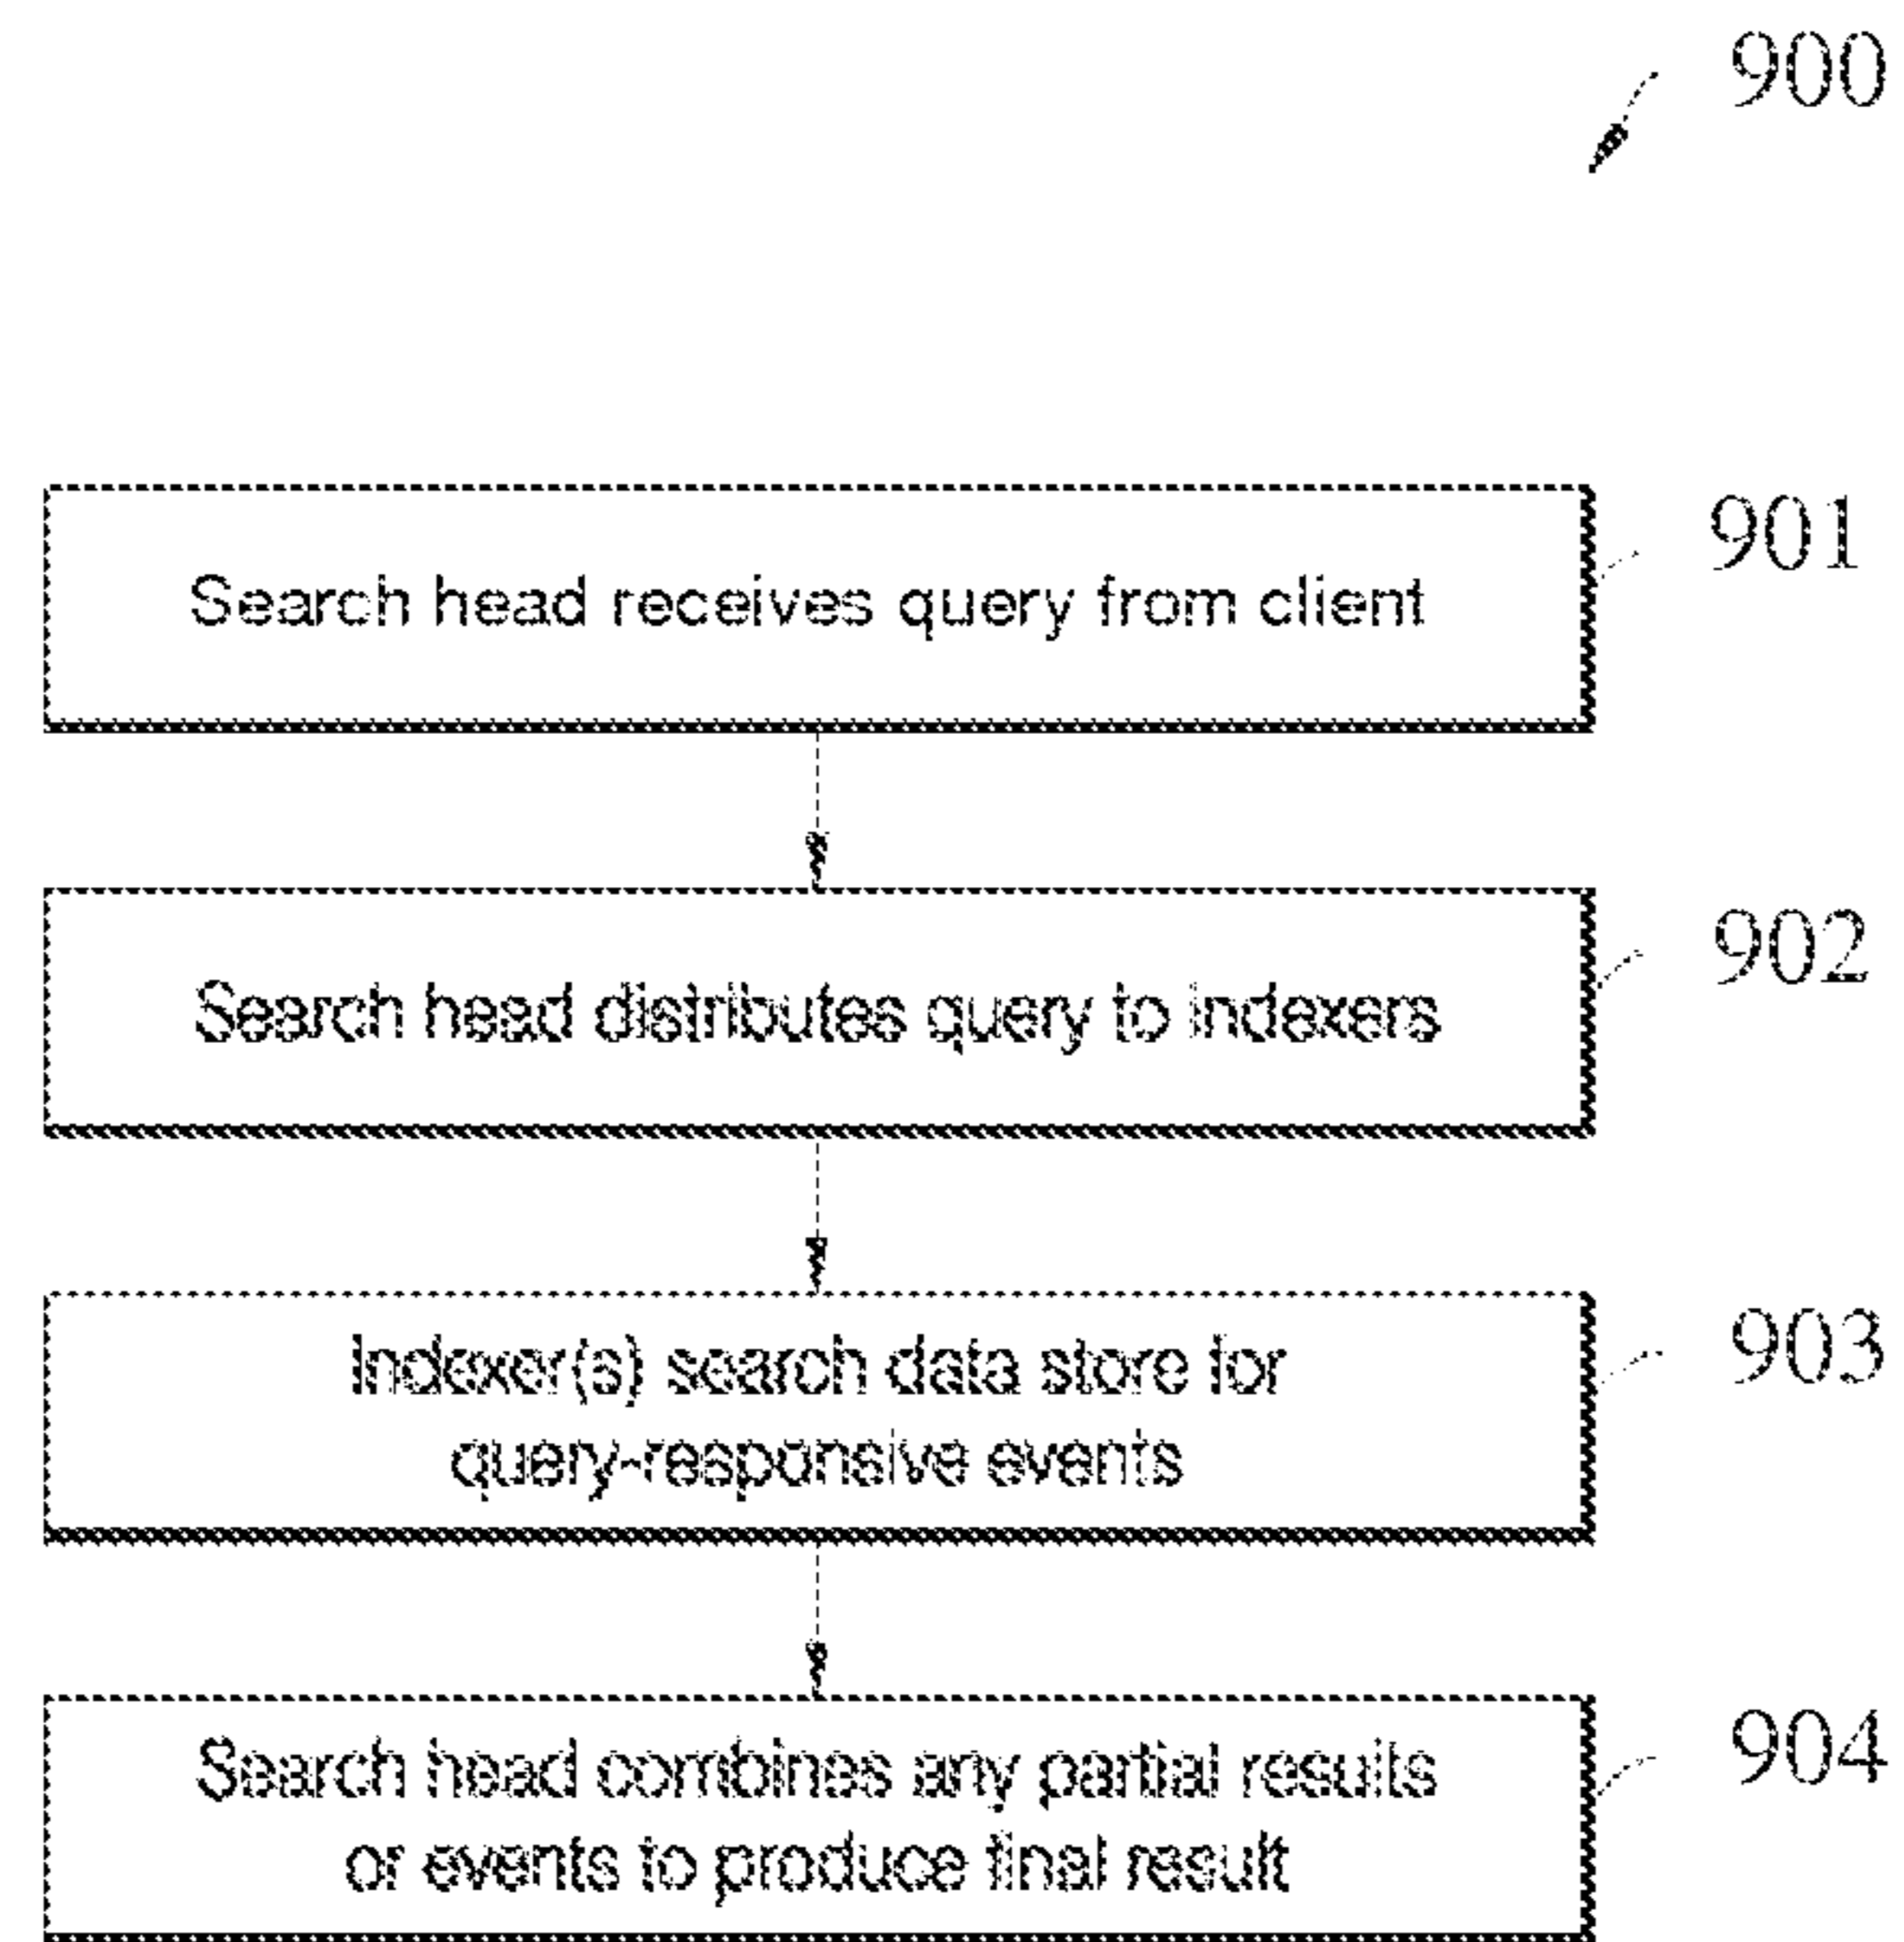 900
Search head receives query from client
901
Search head distributes query to indexers
902
Indexer(s) search data store for
query-responsive events
903
Search head combines any partial results
or events to produce final result
904